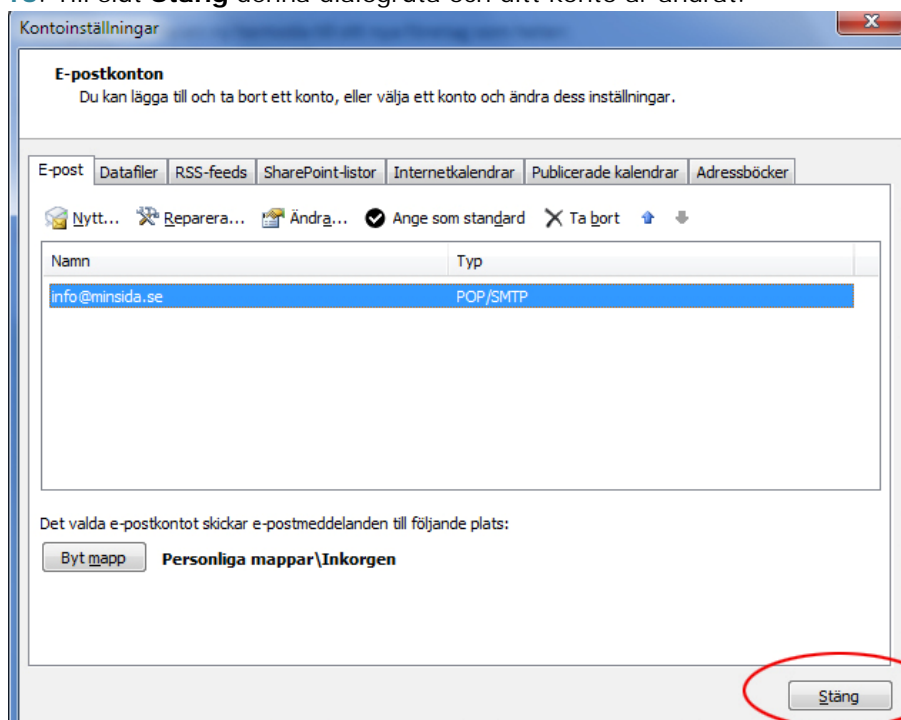 Till slut Stäng denna dialogruta och ditt konto är ändrat.
Kontoinställningar
E-postkonton
Du kan lägga till och ta bort ett konto, eller välja ett konto och ändra dess inställningar.
E-post Datafiler RSS-feeds SharePoint-listor Internetkalendrar Publicerade kalendrar Adressböcker
Nytt... Reparera... Ändra... Ange som standard Ta bort
Namn Typ
info@minsida.se POP/SMTP
Det valda e-postkontot skickar e-postmeddelanden till följande plats:
Byt mapp Personliga mappar\Inkorgen
Stäng